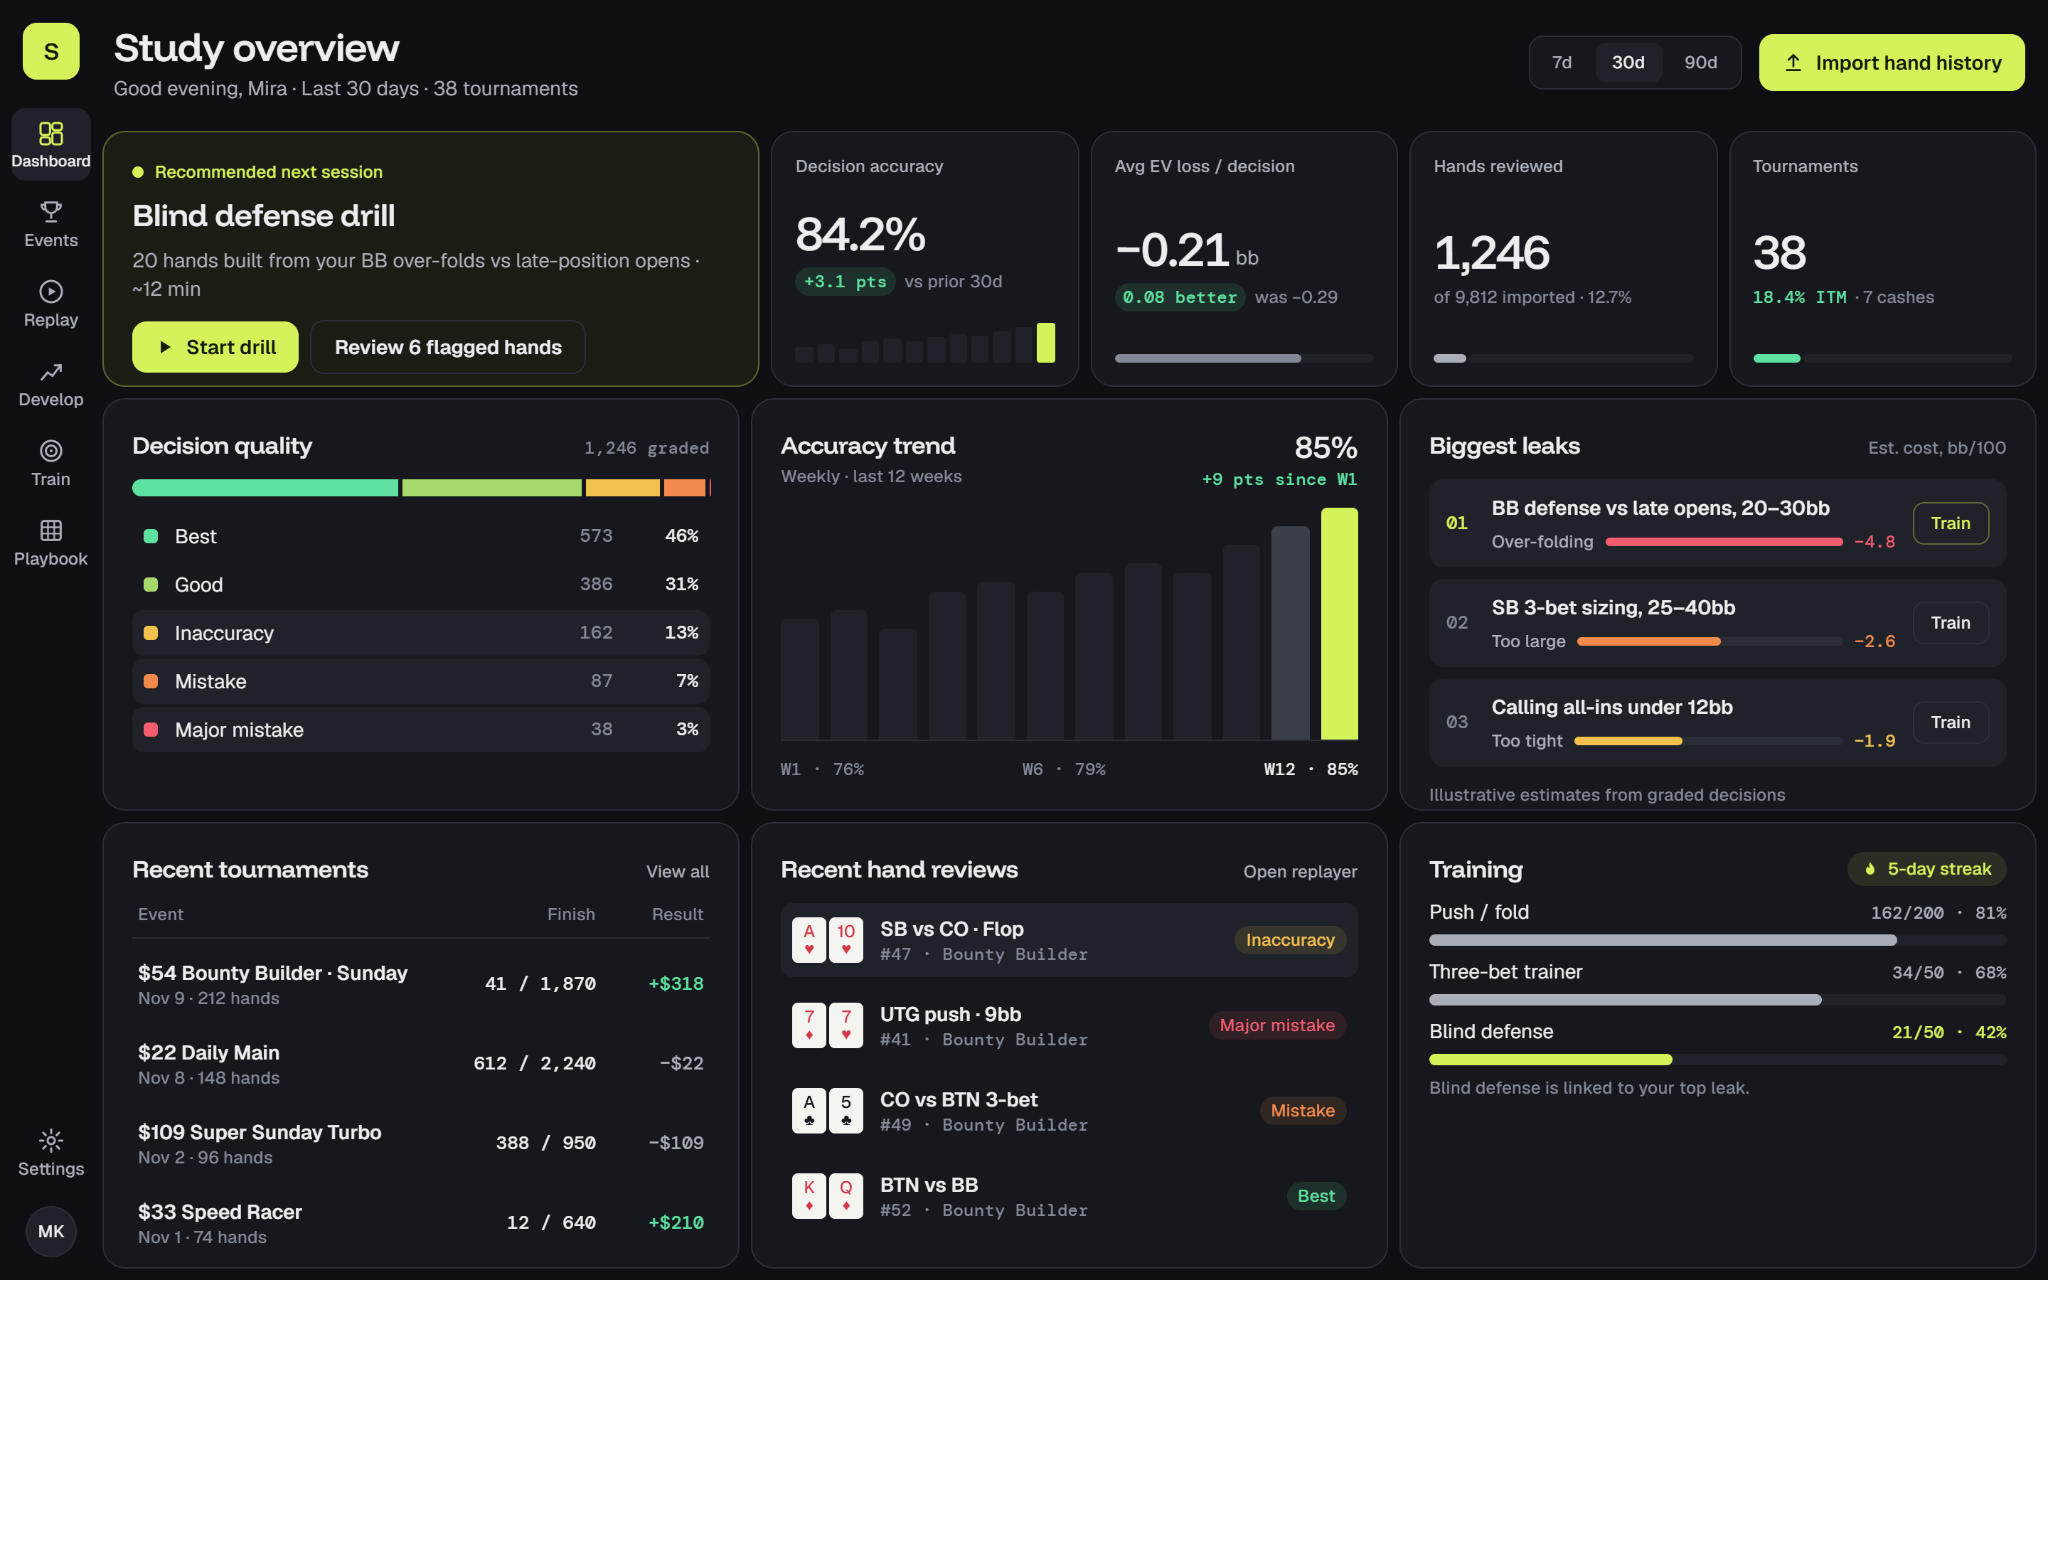 S
Study overview
Good evening, Mira · Last 30 days · 38 tournaments
7d
30d
90d
Import hand history
Dashboard
Events
Replay
Develop
Train
Playbook
Settings
MK
Recommended next session
Blind defense drill
20 hands built from your BB over-folds vs late-position opens ·
~12 min
Start drill
Review 6 flagged hands
Decision accuracy
84.2%
+3.1 pts vs prior 30d
Avg EV loss / decision
−0.21 bb
0.08 better was −0.29
Hands reviewed
1,246
of 9,812 imported · 12.7%
Tournaments
38
18.4% ITM · 7 cashes
Decision quality
1,246 graded
Best 573 46%
Good 386 31%
Inaccuracy 162 13%
Mistake 87 7%
Major mistake 38 3%
Accuracy trend
85%
Weekly · last 12 weeks
+9 pts since W1
W1 · 76%
W6 · 79%
W12 · 85%
Biggest leaks
Est. cost, bb/100
01
BB defense vs late opens, 20–30bb
Over-folding −4.8
Train
02
SB 3-bet sizing, 25–40bb
Too large −2.6
Train
03
Calling all-ins under 12bb
Too tight −1.9
Train
Illustrative estimates from graded decisions
Recent tournaments
View all
Event Finish Result
$54 Bounty Builder · Sunday
Nov 9 · 212 hands
41 / 1,870
+$318
$22 Daily Main
Nov 8 · 148 hands
612 / 2,240
−$22
$109 Super Sunday Turbo
Nov 2 · 96 hands
388 / 950
−$109
$33 Speed Racer
Nov 1 · 74 hands
12 / 640
+$210
Recent hand reviews
Open replayer
A♥ 10♥
SB vs CO · Flop
#47 · Bounty Builder
Inaccuracy
7♦ 7♥
UTG push · 9bb
#41 · Bounty Builder
Major mistake
A♣ 5♣
CO vs BTN 3-bet
#49 · Bounty Builder
Mistake
K♦ Q♦
BTN vs BB
#52 · Bounty Builder
Best
Training
5-day streak
Push / fold 162/200 · 81%
Three-bet trainer 34/50 · 68%
Blind defense 21/50 · 42%
Blind defense is linked to your top leak.